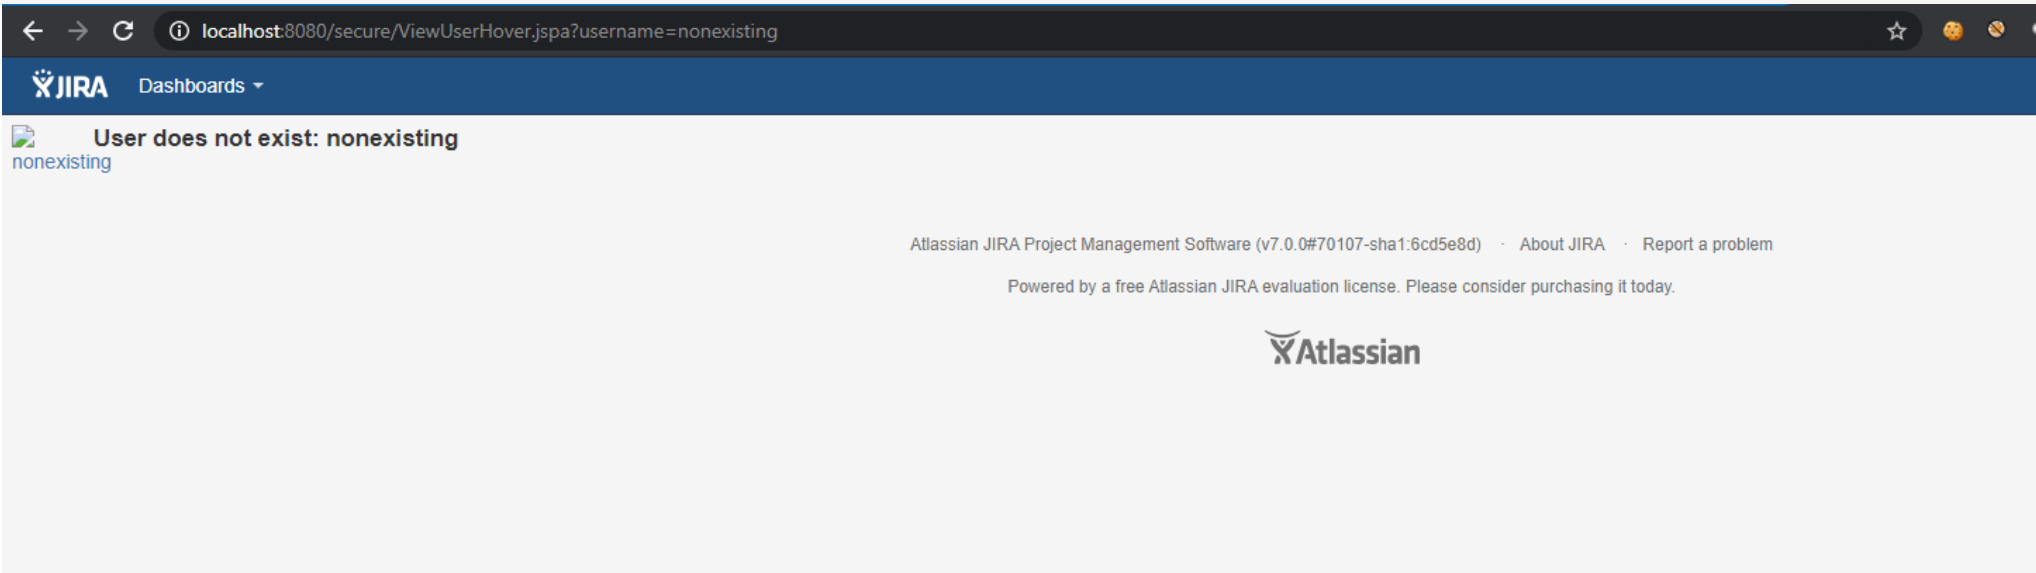 localhost:8080/secure/ViewUserHover.jspa?username=nonexisting
JIRA Dashboards
User does not exist: nonexisting
nonexisting
Atlassian JIRA Project Management Software (v7.0.0#70107-sha1:6cd5e8d) · About JIRA · Report a problem
Powered by a free Atlassian JIRA evaluation license. Please consider purchasing it today.
Atlassian